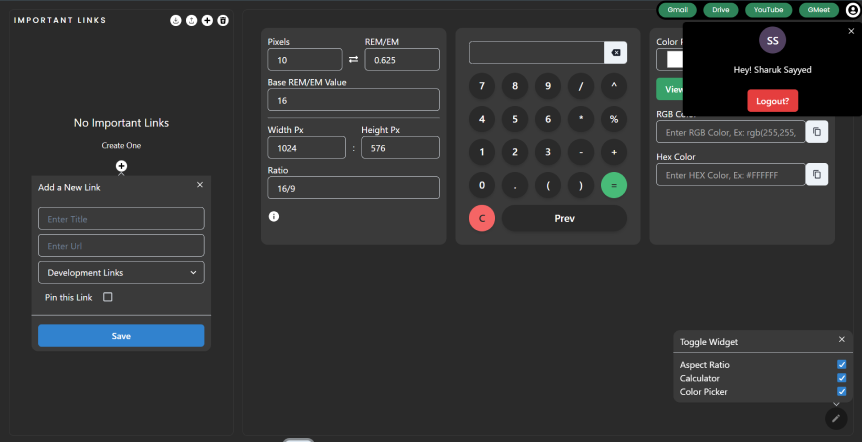 IMPORTANT LINKS
Gmail
Drive
YouTube
GMeet
SS
Hey! Sharuk Sayyed
Logout?
No Important Links
Create One
Add a New Link
Enter Title
Enter Url
Development Links
Pin this Link
Save
Pixels
REM/EM
10
0.625
Base REM/EM Value
16
Width Px
Height Px
1024
:
576
Ratio
16/9
7 8 9 / ^
4 5 6 * %
1 2 3 - +
0 . ( ) =
C
Prev
Color
View
RGB Color
Enter RGB Color, Ex: rgb(255,255,
Hex Color
Enter HEX Color, Ex: #FFFFFF
Toggle Widget
Aspect Ratio
Calculator
Color Picker